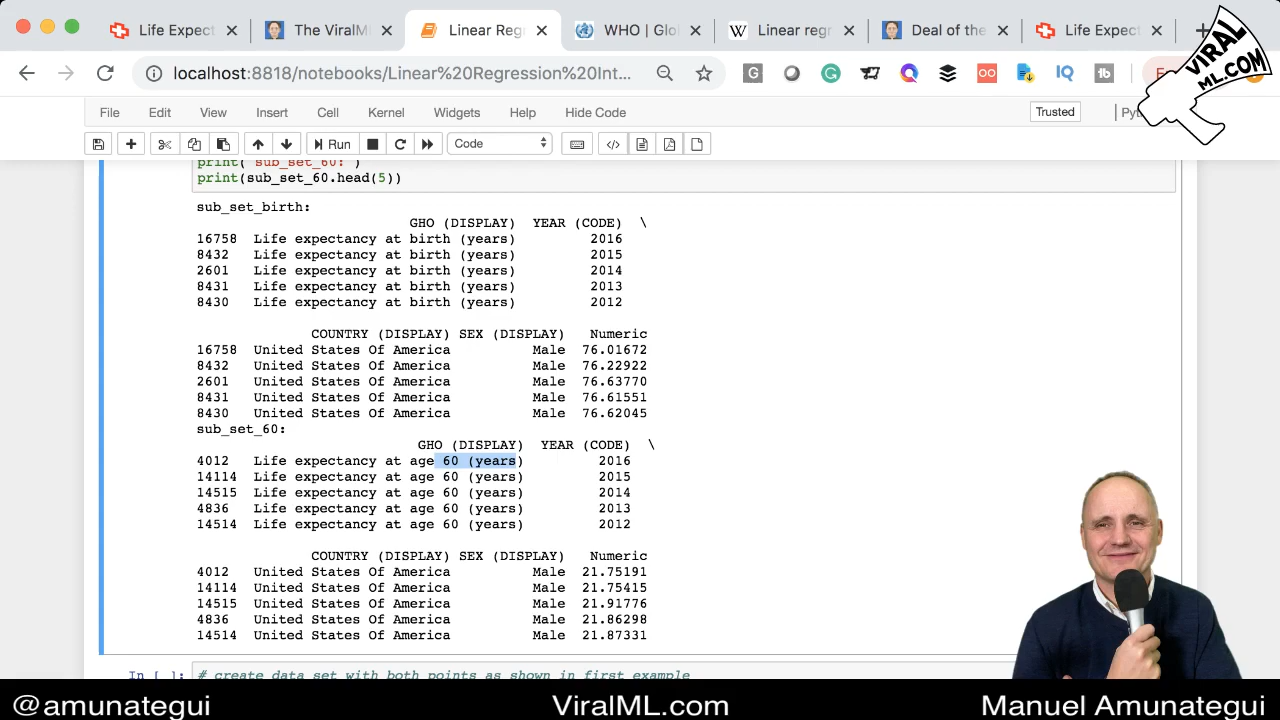 Life Expect
The ViralML
Linear Reg
WHO | Glo
Linear regr
Deal of the
Life Expect
localhost:8818/notebooks/Linear%20Regression%20Int...
VIRAL
ML.COM
File Edit View Insert Cell Kernel Widgets Help Hide Code Trusted
Run Code
print( sub_set_60: )
print(sub_set_60.head(5))
sub_set_birth:
GHO (DISPLAY) YEAR (CODE) \
16758 Life expectancy at birth (years) 2016
8432 Life expectancy at birth (years) 2015
2601 Life expectancy at birth (years) 2014
8431 Life expectancy at birth (years) 2013
8430 Life expectancy at birth (years) 2012
COUNTRY (DISPLAY) SEX (DISPLAY) Numeric
16758 United States Of America Male 76.01672
8432 United States Of America Male 76.22922
2601 United States Of America Male 76.63770
8431 United States Of America Male 76.61551
8430 United States Of America Male 76.62045
sub_set_60:
GHO (DISPLAY) YEAR (CODE) \
4012 Life expectancy at age 60 (years) 2016
14114 Life expectancy at age 60 (years) 2015
14515 Life expectancy at age 60 (years) 2014
4836 Life expectancy at age 60 (years) 2013
14514 Life expectancy at age 60 (years) 2012
COUNTRY (DISPLAY) SEX (DISPLAY) Numeric
4012 United States Of America Male 21.75191
14114 United States Of America Male 21.75415
14515 United States Of America Male 21.91776
4836 United States Of America Male 21.86298
14514 United States Of America Male 21.87331
In [ ]: # create data set with both points as shown in first example
@amunategui ViralML.com Manuel Amunategui